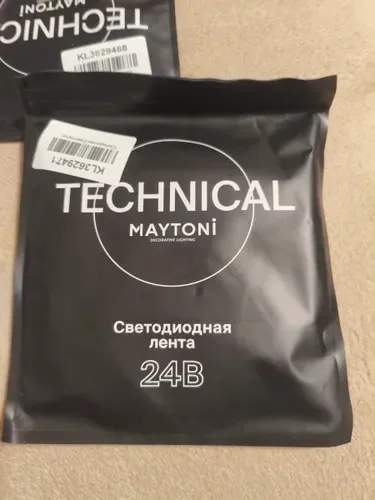 TECHNIC
MAYTONI
KL3629468
KL3629471
TECHNICAL
MAYTONi
DECORATIVE LIGHTING
Светодиодная
лента
24В